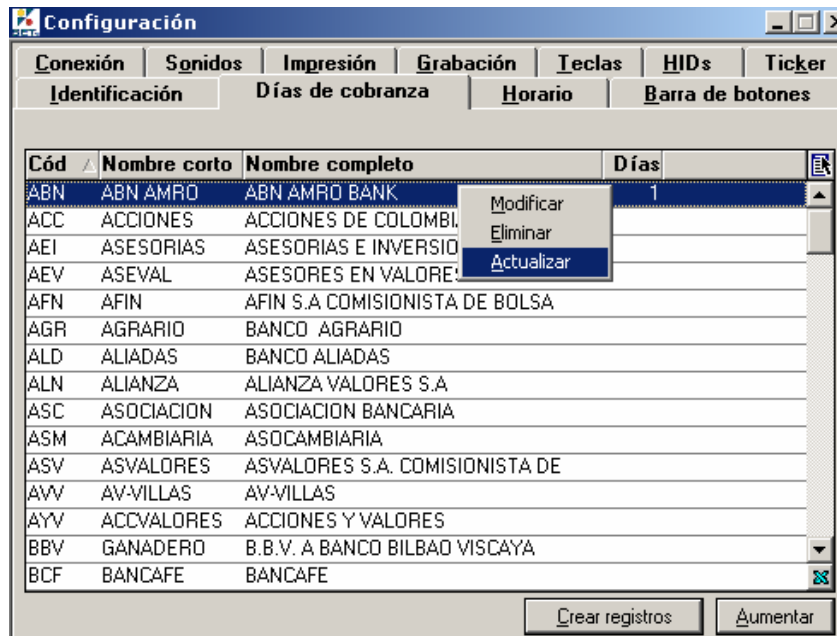 Configuración
Conexión Sonidos Impresión Grabación Teclas HIDs Ticker
Identificación Días de cobranza Horario Barra de botones
Cód Nombre corto Nombre completo Días
ABN ABN AMRO ABN AMRO BANK 1
Modificar
ACC ACCIONES ACCIONES DE COLOMBI
Eliminar
AEI ASESORIAS ASESORIAS E INVERSIO
Actualizar
AEV ASEVAL ASESORES EN VALORES
AFN AFIN AFIN S.A COMISIONISTA DE BOLSA
AGR AGRARIO BANCO AGRARIO
ALD ALIADAS BANCO ALIADAS
ALN ALIANZA ALIANZA VALORES S.A
ASC ASOCIACION ASOCIACION BANCARIA
ASM ACAMBIARIA ASOCAMBIARIA
ASV ASVALORES ASVALORES S.A. COMISIONISTA DE
AVV AV-VILLAS AV-VILLAS
AYV ACCVALORES ACCIONES Y VALORES
BBV GANADERO B.B.V. A BANCO BILBAO VISCAYA
BCF BANCAFE BANCAFE
Crear registros Aumentar